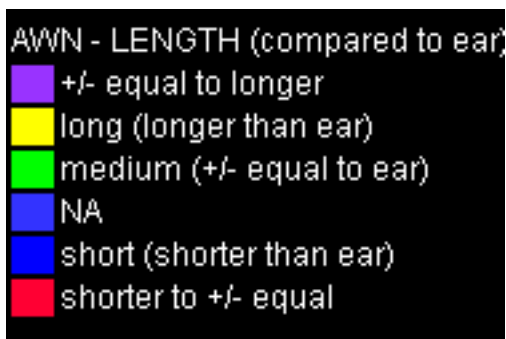 AWN - LENGTH (compared to ear)
+/- equal to longer
long (longer than ear)
medium (+/- equal to ear)
NA
short (shorter than ear)
shorter to +/- equal